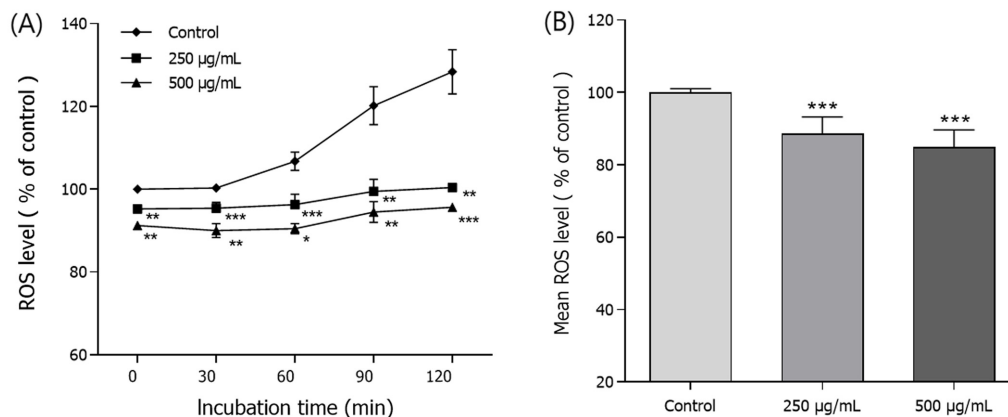 (A)
ROS level ( % of control )
140
120
100
80
60
Control
250 µg/mL
500 µg/mL
** *** *** ** **
** ** * ** ***
0 30 60 90 120
Incubation time (min)
(B)
Mean ROS level ( % of control )
120
100
80
60
40
20
*** ***
Control 250 µg/mL 500 µg/mL